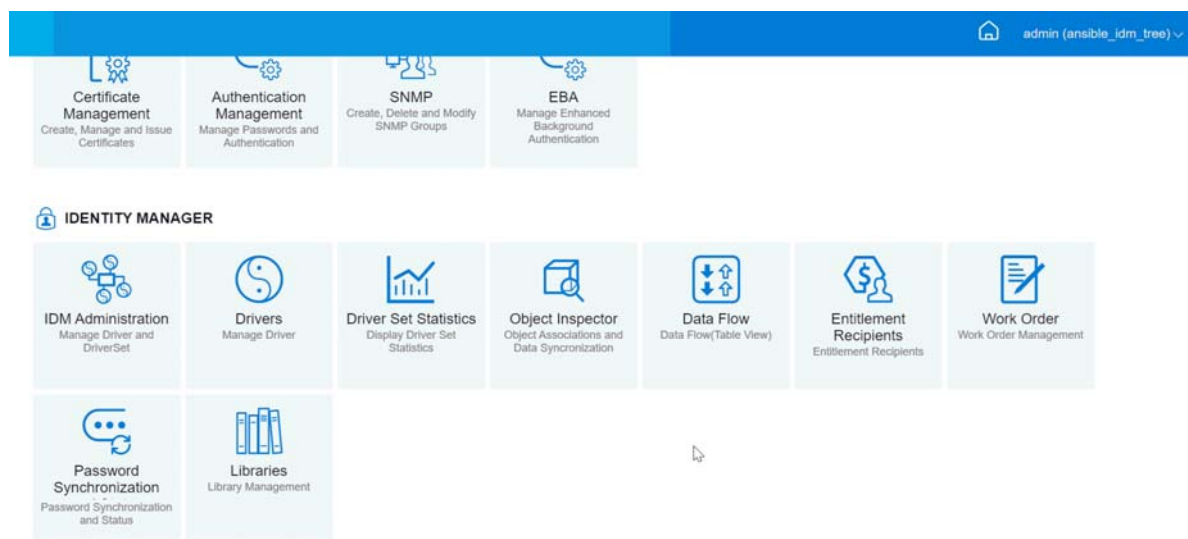 admin (ansible_idm_tree)
Certificate
Management
Create, Manage and Issue
Certificates
Authentication
Management
Manage Passwords and
Authentication
SNMP
Create, Delete and Modify
SNMP Groups
EBA
Manage Enhanced
Background
Authentication
IDENTITY MANAGER
IDM Administration
Manage Driver and
DriverSet
Drivers
Manage Driver
Driver Set Statistics
Display Driver Set
Statistics
Object Inspector
Object Associations and
Data Syncronization
Data Flow
Data Flow(Table View)
Entitlement
Recipients
Entitlement Recipients
Work Order
Work Order Management
Password
Synchronization
Password Synchronization
and Status
Libraries
Library Management